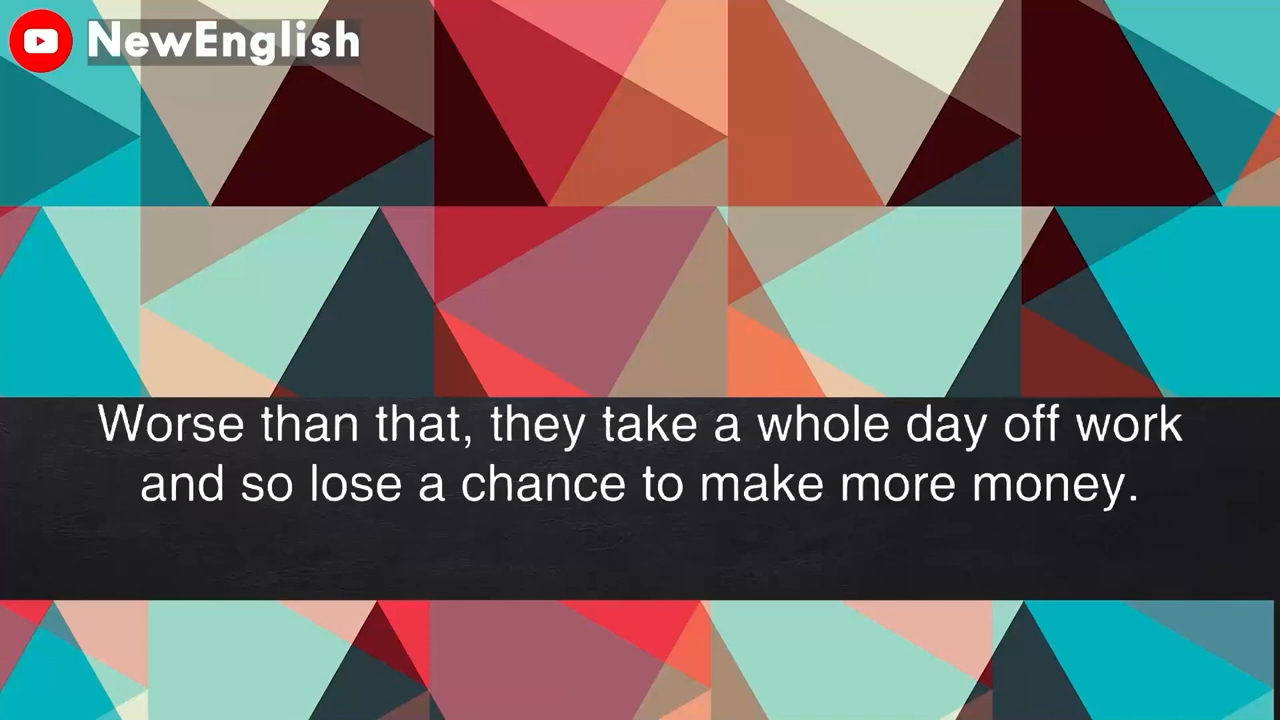 NewEnglish
Worse than that, they take a whole day off work
and so lose a chance to make more money.